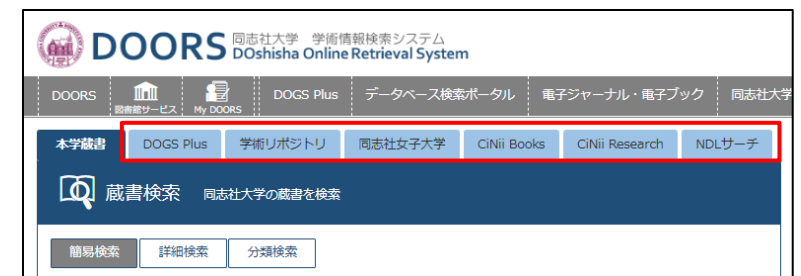 DOORS 同志社大学 学術情報検索システム
DOshisha Online Retrieval System
DOORS 図書館サービス My DOORS DOGS Plus データベース検索ポータル 電子ジャーナル・電子ブック 同志社大学
本学蔵書 DOGS Plus 学術リポジトリ 同志社女子大学 CiNii Books CiNii Research NDLサーチ
蔵書検索 同志社大学の蔵書を検索
簡易検索 詳細検索 分類検索